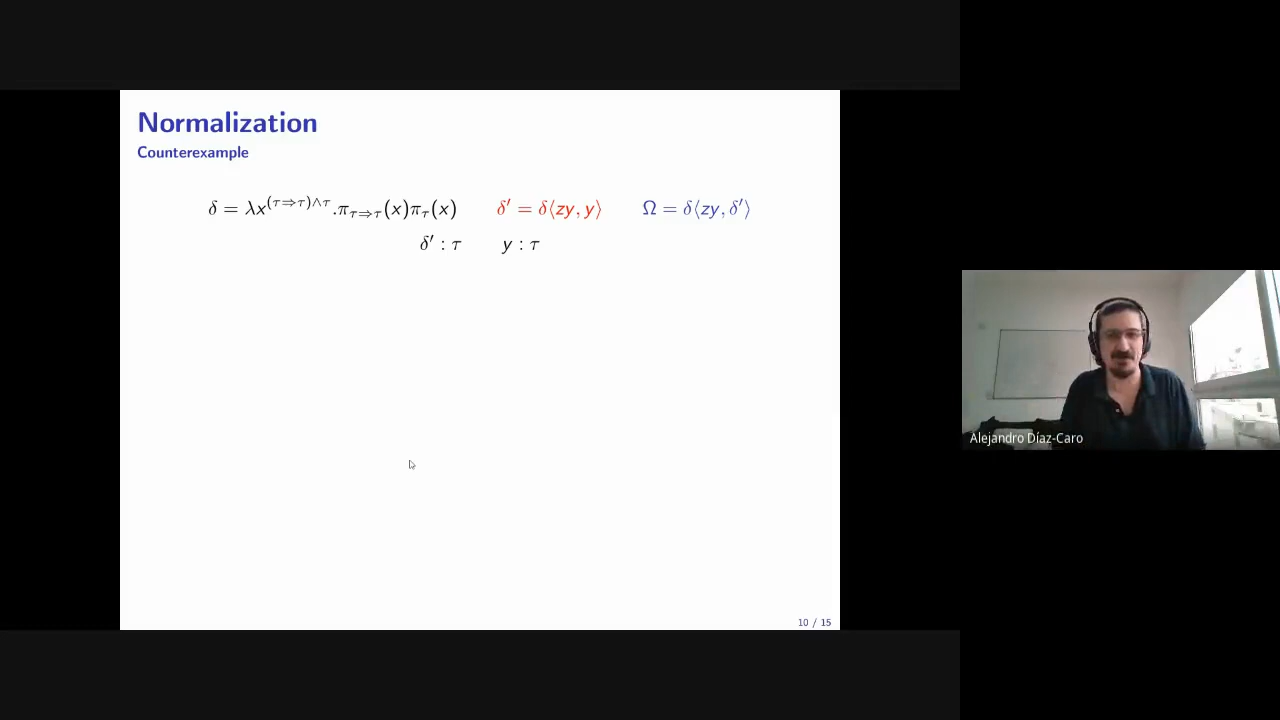 Normalization
Counterexample
δ = λx^{(τ⇒τ)∧τ}.π_{τ⇒τ}(x)π_τ(x) δ′ = δ⟨zy, y⟩ Ω = δ⟨zy, δ′⟩
δ′ : τ y : τ
Alejandro Díaz-Caro
10 / 15